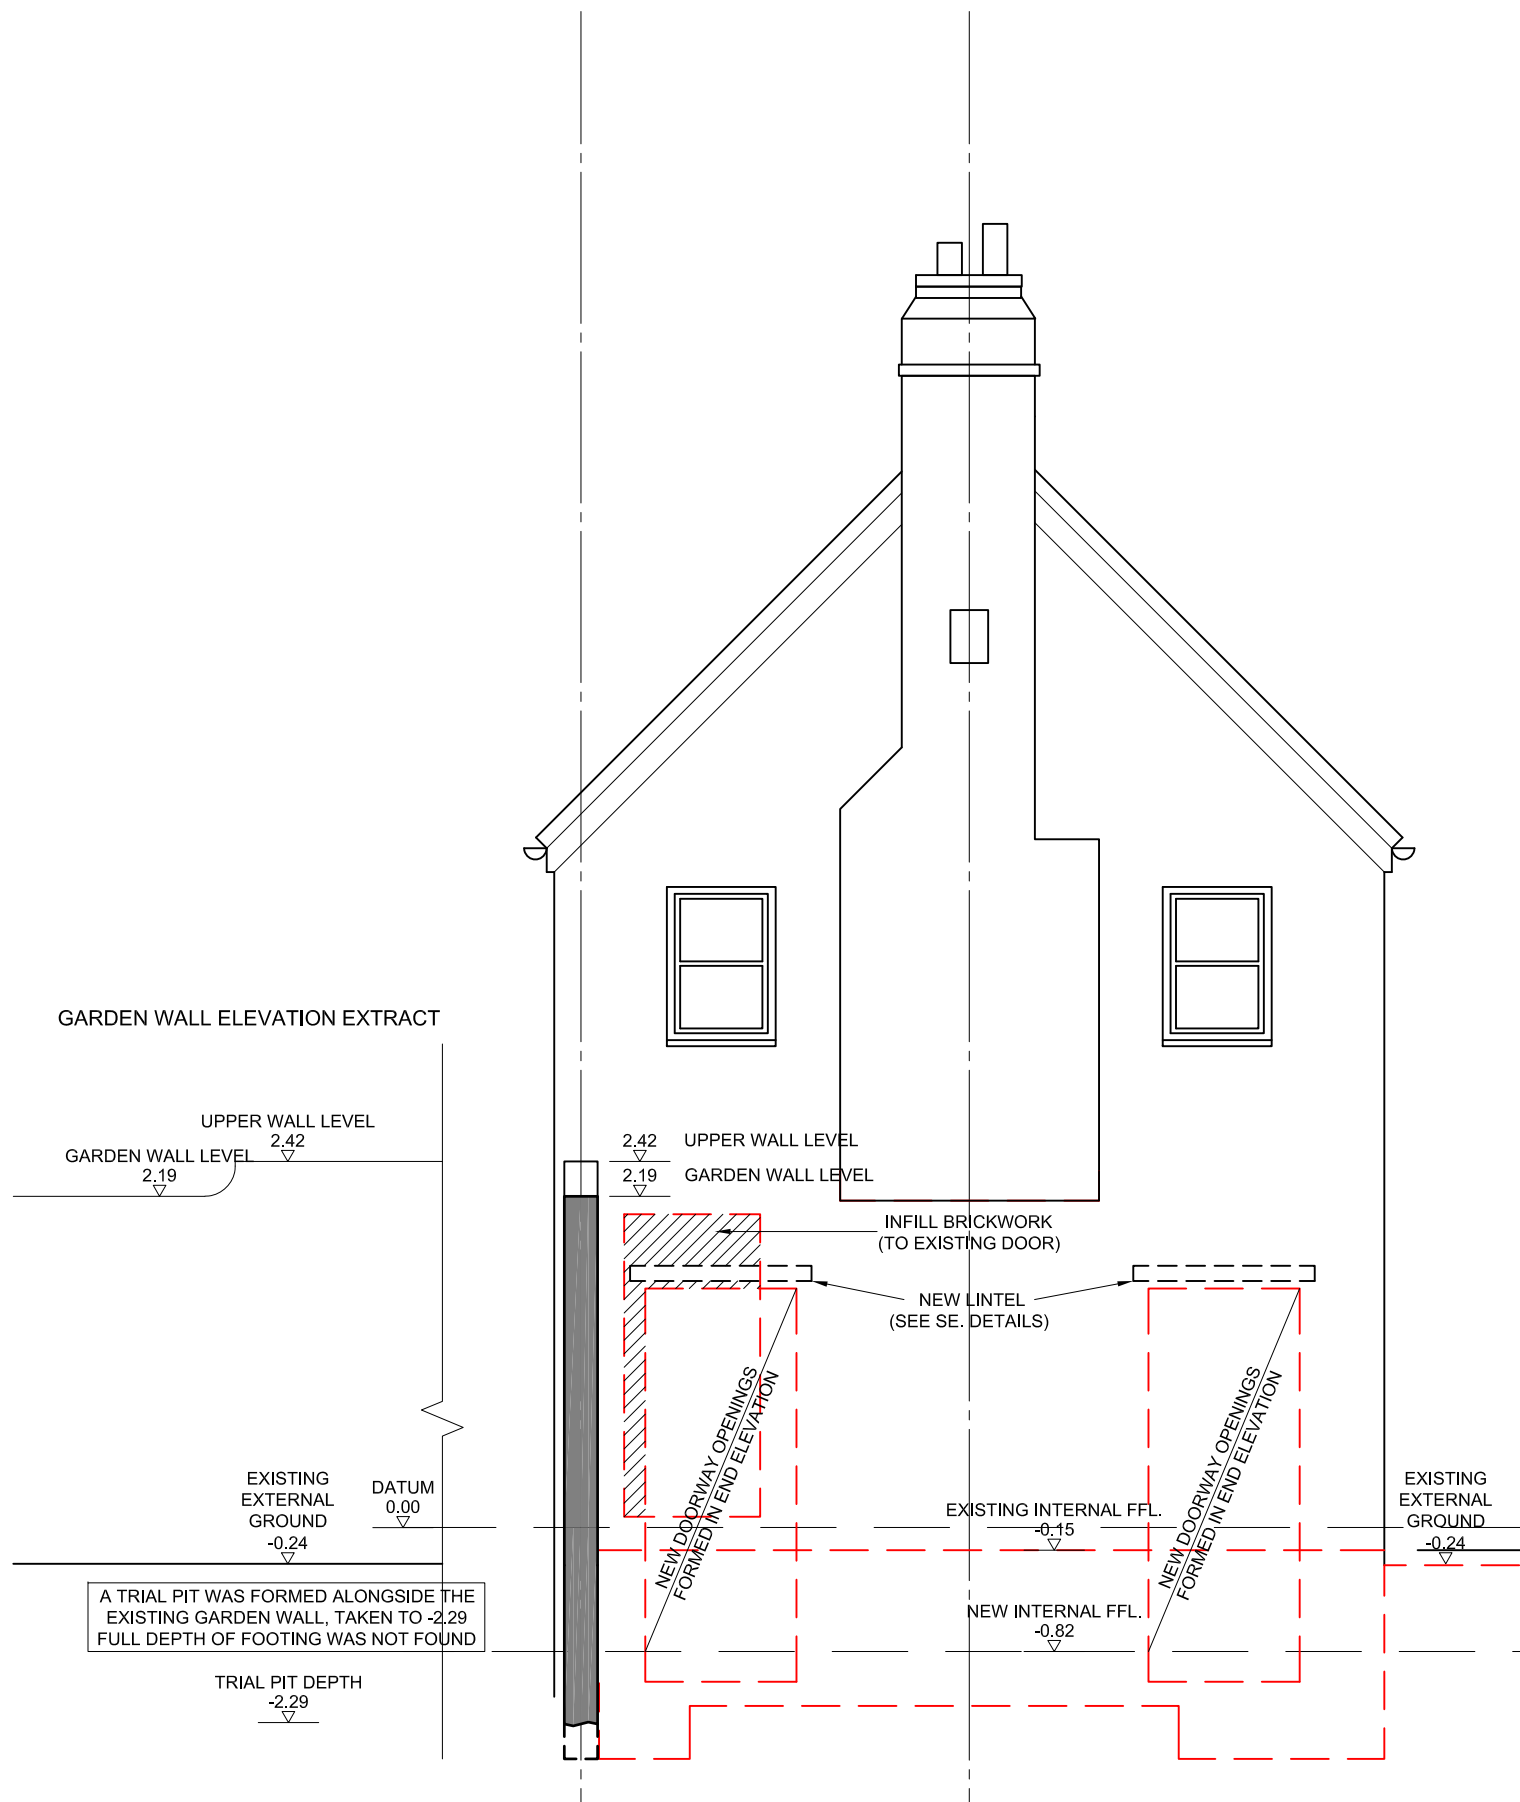 GARDEN WALL ELEVATION EXTRACT
UPPER WALL LEVEL
2.42
GARDEN WALL LEVEL
2.19
2.42 UPPER WALL LEVEL
2.19 GARDEN WALL LEVEL
INFILL BRICKWORK
(TO EXISTING DOOR)
NEW LINTEL
(SEE SE. DETAILS)
NEW DOORWAY OPENINGS
FORMED IN END ELEVATION
NEW DOORWAY OPENINGS
FORMED IN END ELEVATION
EXISTING
EXTERNAL
GROUND
-0.24
DATUM
0.00
EXISTING INTERNAL FFL.
-0.15
EXISTING
EXTERNAL
GROUND
-0.24
A TRIAL PIT WAS FORMED ALONGSIDE THE
EXISTING GARDEN WALL, TAKEN TO -2.29
FULL DEPTH OF FOOTING WAS NOT FOUND
NEW INTERNAL FFL.
-0.82
TRIAL PIT DEPTH
-2.29